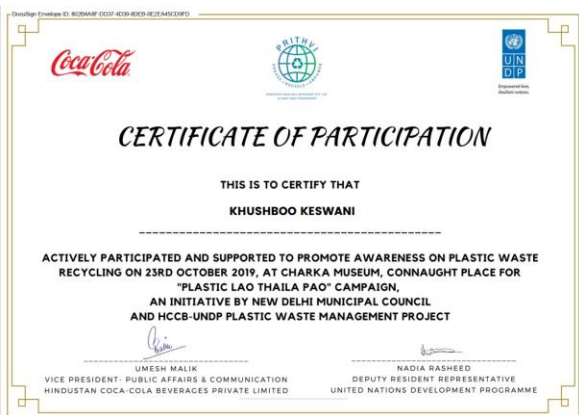 DocuSign Envelope ID: 802B4A8F-DD37-4D39-8DEB-0E2EA45CD9FD
Coca-Cola
PRITHVI
UN
DP
Empowered lives.
Resilient nations.
CERTIFICATE OF PARTICIPATION
THIS IS TO CERTIFY THAT
KHUSHBOO KESWANI
ACTIVELY PARTICIPATED AND SUPPORTED TO PROMOTE AWARENESS ON PLASTIC WASTE
RECYCLING ON 23RD OCTOBER 2019, AT CHARKA MUSEUM, CONNAUGHT PLACE FOR
"PLASTIC LAO THAILA PAO" CAMPAIGN,
AN INITIATIVE BY NEW DELHI MUNICIPAL COUNCIL
AND HCCB-UNDP PLASTIC WASTE MANAGEMENT PROJECT
UMESH MALIK
VICE PRESIDENT- PUBLIC AFFAIRS & COMMUNICATION
HINDUSTAN COCA-COLA BEVERAGES PRIVATE LIMITED
NADIA RASHEED
DEPUTY RESIDENT REPRESENTATIVE
UNITED NATIONS DEVELOPMENT PROGRAMME